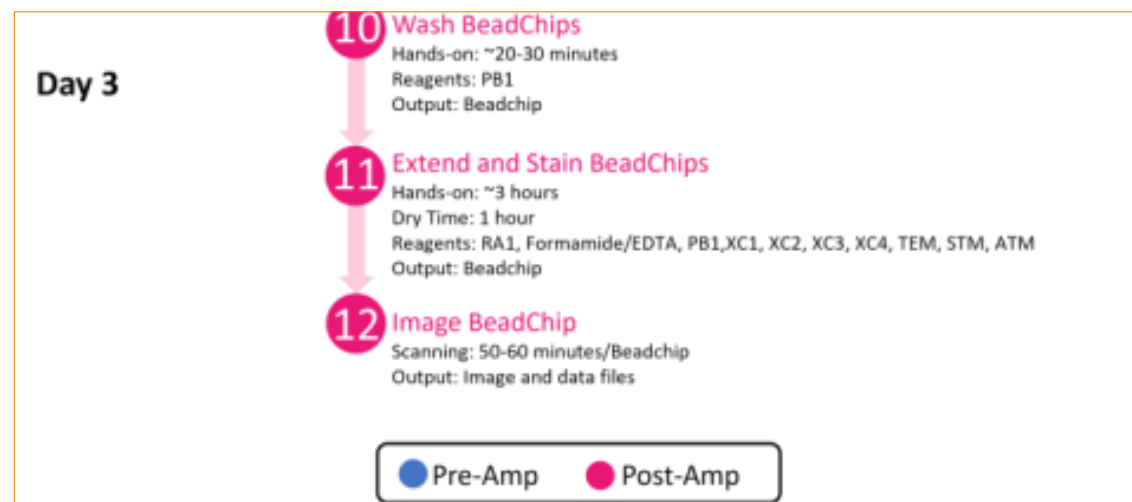 10 Wash BeadChips
Hands-on: ~20-30 minutes
Day 3
Reagents: PB1
Output: Beadchip
11 Extend and Stain BeadChips
Hands-on: ~3 hours
Dry Time: 1 hour
Reagents: RA1, Formamide/EDTA, PB1,XC1, XC2, XC3, XC4, TEM, STM, ATM
Output: Beadchip
12 Image BeadChip
Scanning: 50-60 minutes/Beadchip
Output: Image and data files
Pre-Amp Post-Amp